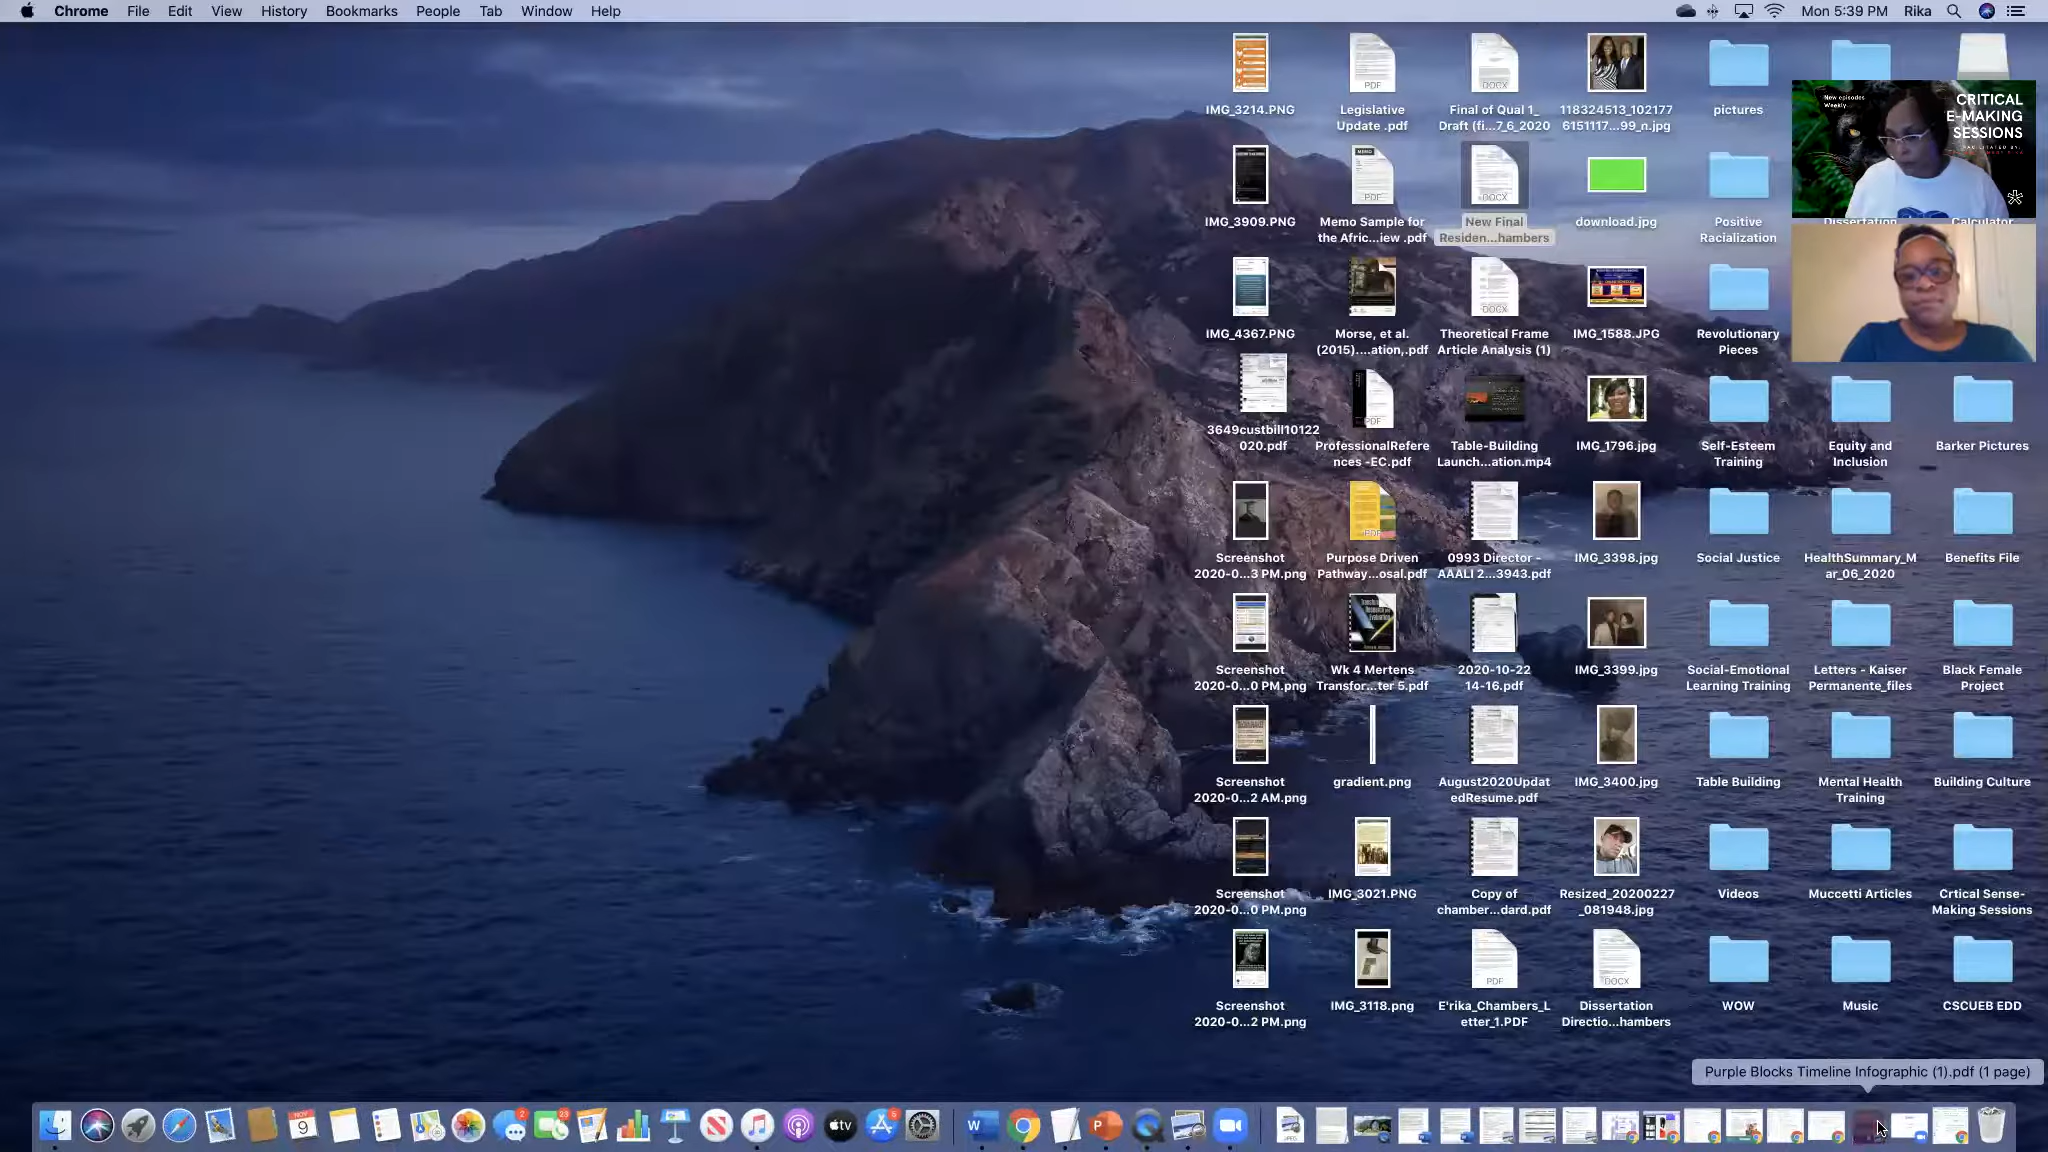 Chrome File Edit View History Bookmarks People Tab Window Help
Mon 5:39 PM Rika
IMG_3214.PNG
Legislative
Update .pdf
Final of Qual 1_
Draft (fi...7_6_2020
118324513_102177
6151117...99_n.jpg
pictures
New episodes
Weekly
CRITICAL
E-MAKING
SESSIONS
IMG_3909.PNG
Memo Sample for
the Afric...iew .pdf
New Final
Residen...hambers
download.jpg
Positive
Racialization
Dissertation
Calculator
IMG_4367.PNG
Morse, et al.
(2015)....ation,.pdf
Theoretical Frame
Article Analysis (1)
IMG_1588.JPG
Revolutionary
Pieces
3649custbill10122
020.pdf
ProfessionalRefere
nces -EC.pdf
Table-Building
Launch...ation.mp4
IMG_1796.jpg
Self-Esteem
Training
Equity and
Inclusion
Barker Pictures
Screenshot
2020-0...3 PM.png
Purpose Driven
Pathway...osal.pdf
0993 Director -
AAALI 2...3943.pdf
IMG_3398.jpg
Social Justice
HealthSummary_M
ar_06_2020
Benefits File
Screenshot
2020-0...0 PM.png
Wk 4 Mertens
Transfor...ter 5.pdf
2020-10-22
14-16.pdf
IMG_3399.jpg
Social-Emotional
Learning Training
Letters - Kaiser
Permanente_files
Black Female
Project
Screenshot
2020-0...2 AM.png
gradient.png
August2020Updat
edResume.pdf
IMG_3400.jpg
Table Building
Mental Health
Training
Building Culture
Screenshot
2020-0...0 PM.png
IMG_3021.PNG
Copy of
chamber...dard.pdf
Resized_20200227
_081948.jpg
Videos
Muccetti Articles
Crtical Sense-
Making Sessions
Screenshot
2020-0...2 PM.png
IMG_3118.png
E'rika_Chambers_L
etter_1.PDF
Dissertation
Directio...hambers
WOW
Music
CSCUEB EDD
Purple Blocks Timeline Infographic (1).pdf (1 page)
NOV
9
2
23
tv
5
W
P